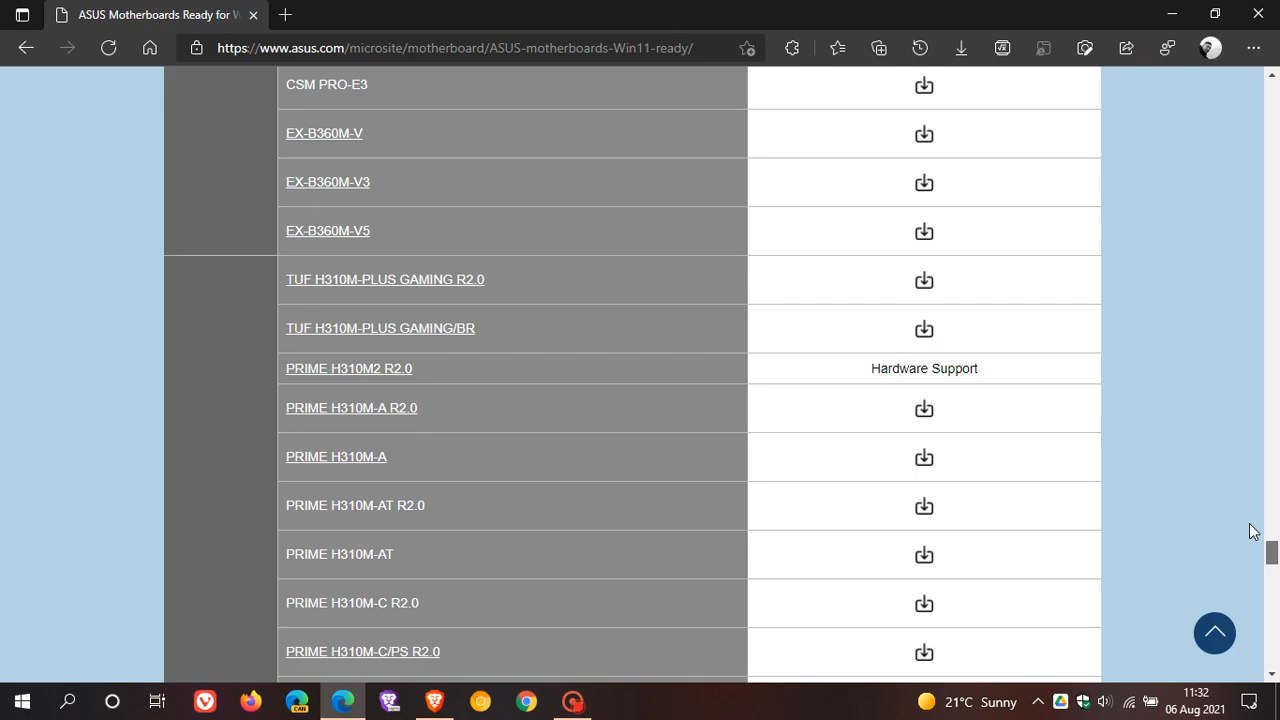 ASUS Motherboards Ready for W
https://www.asus.com/microsite/motherboard/ASUS-motherboards-Win11-ready/
CSM PRO-E3
EX-B360M-V
EX-B360M-V3
EX-B360M-V5
TUF H310M-PLUS GAMING R2.0
TUF H310M-PLUS GAMING/BR
PRIME H310M2 R2.0
Hardware Support
PRIME H310M-A R2.0
PRIME H310M-A
PRIME H310M-AT R2.0
PRIME H310M-AT
PRIME H310M-C R2.0
PRIME H310M-C/PS R2.0
CAN
21°C Sunny
11:32
06 Aug 2021